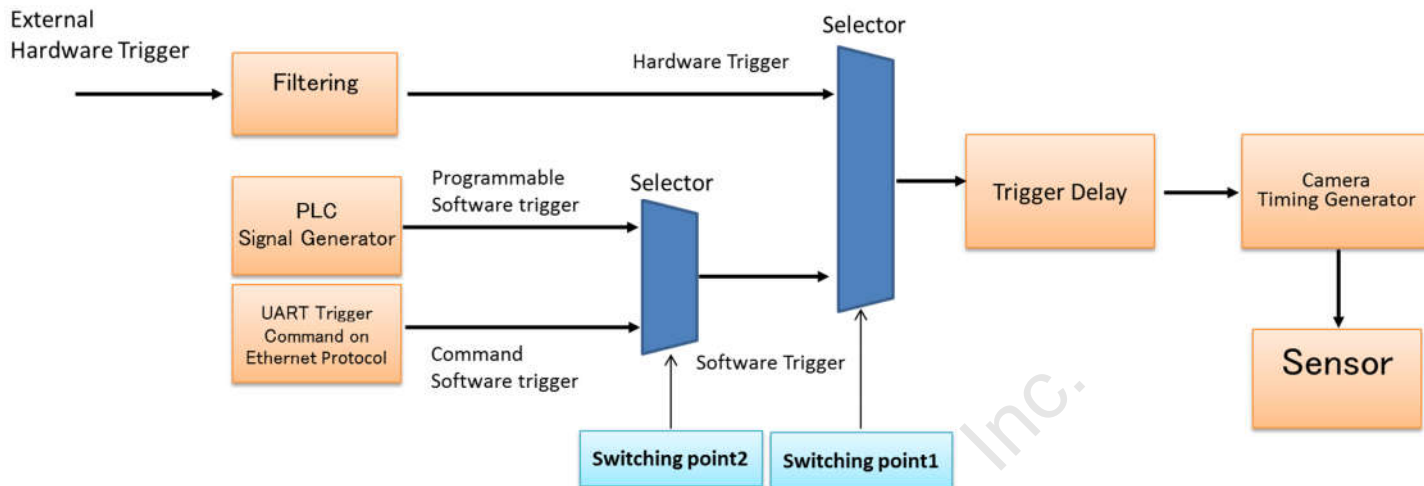 External
Hardware Trigger
Filtering
Hardware Trigger
Selector
PLC
Signal Generator
Programmable
Software trigger
Selector
UART Trigger
Command on
Ethernet Protocol
Command
Software trigger
Software Trigger
Trigger Delay
Camera
Timing Generator
Sensor
Switching point2
Switching point1
Inc.